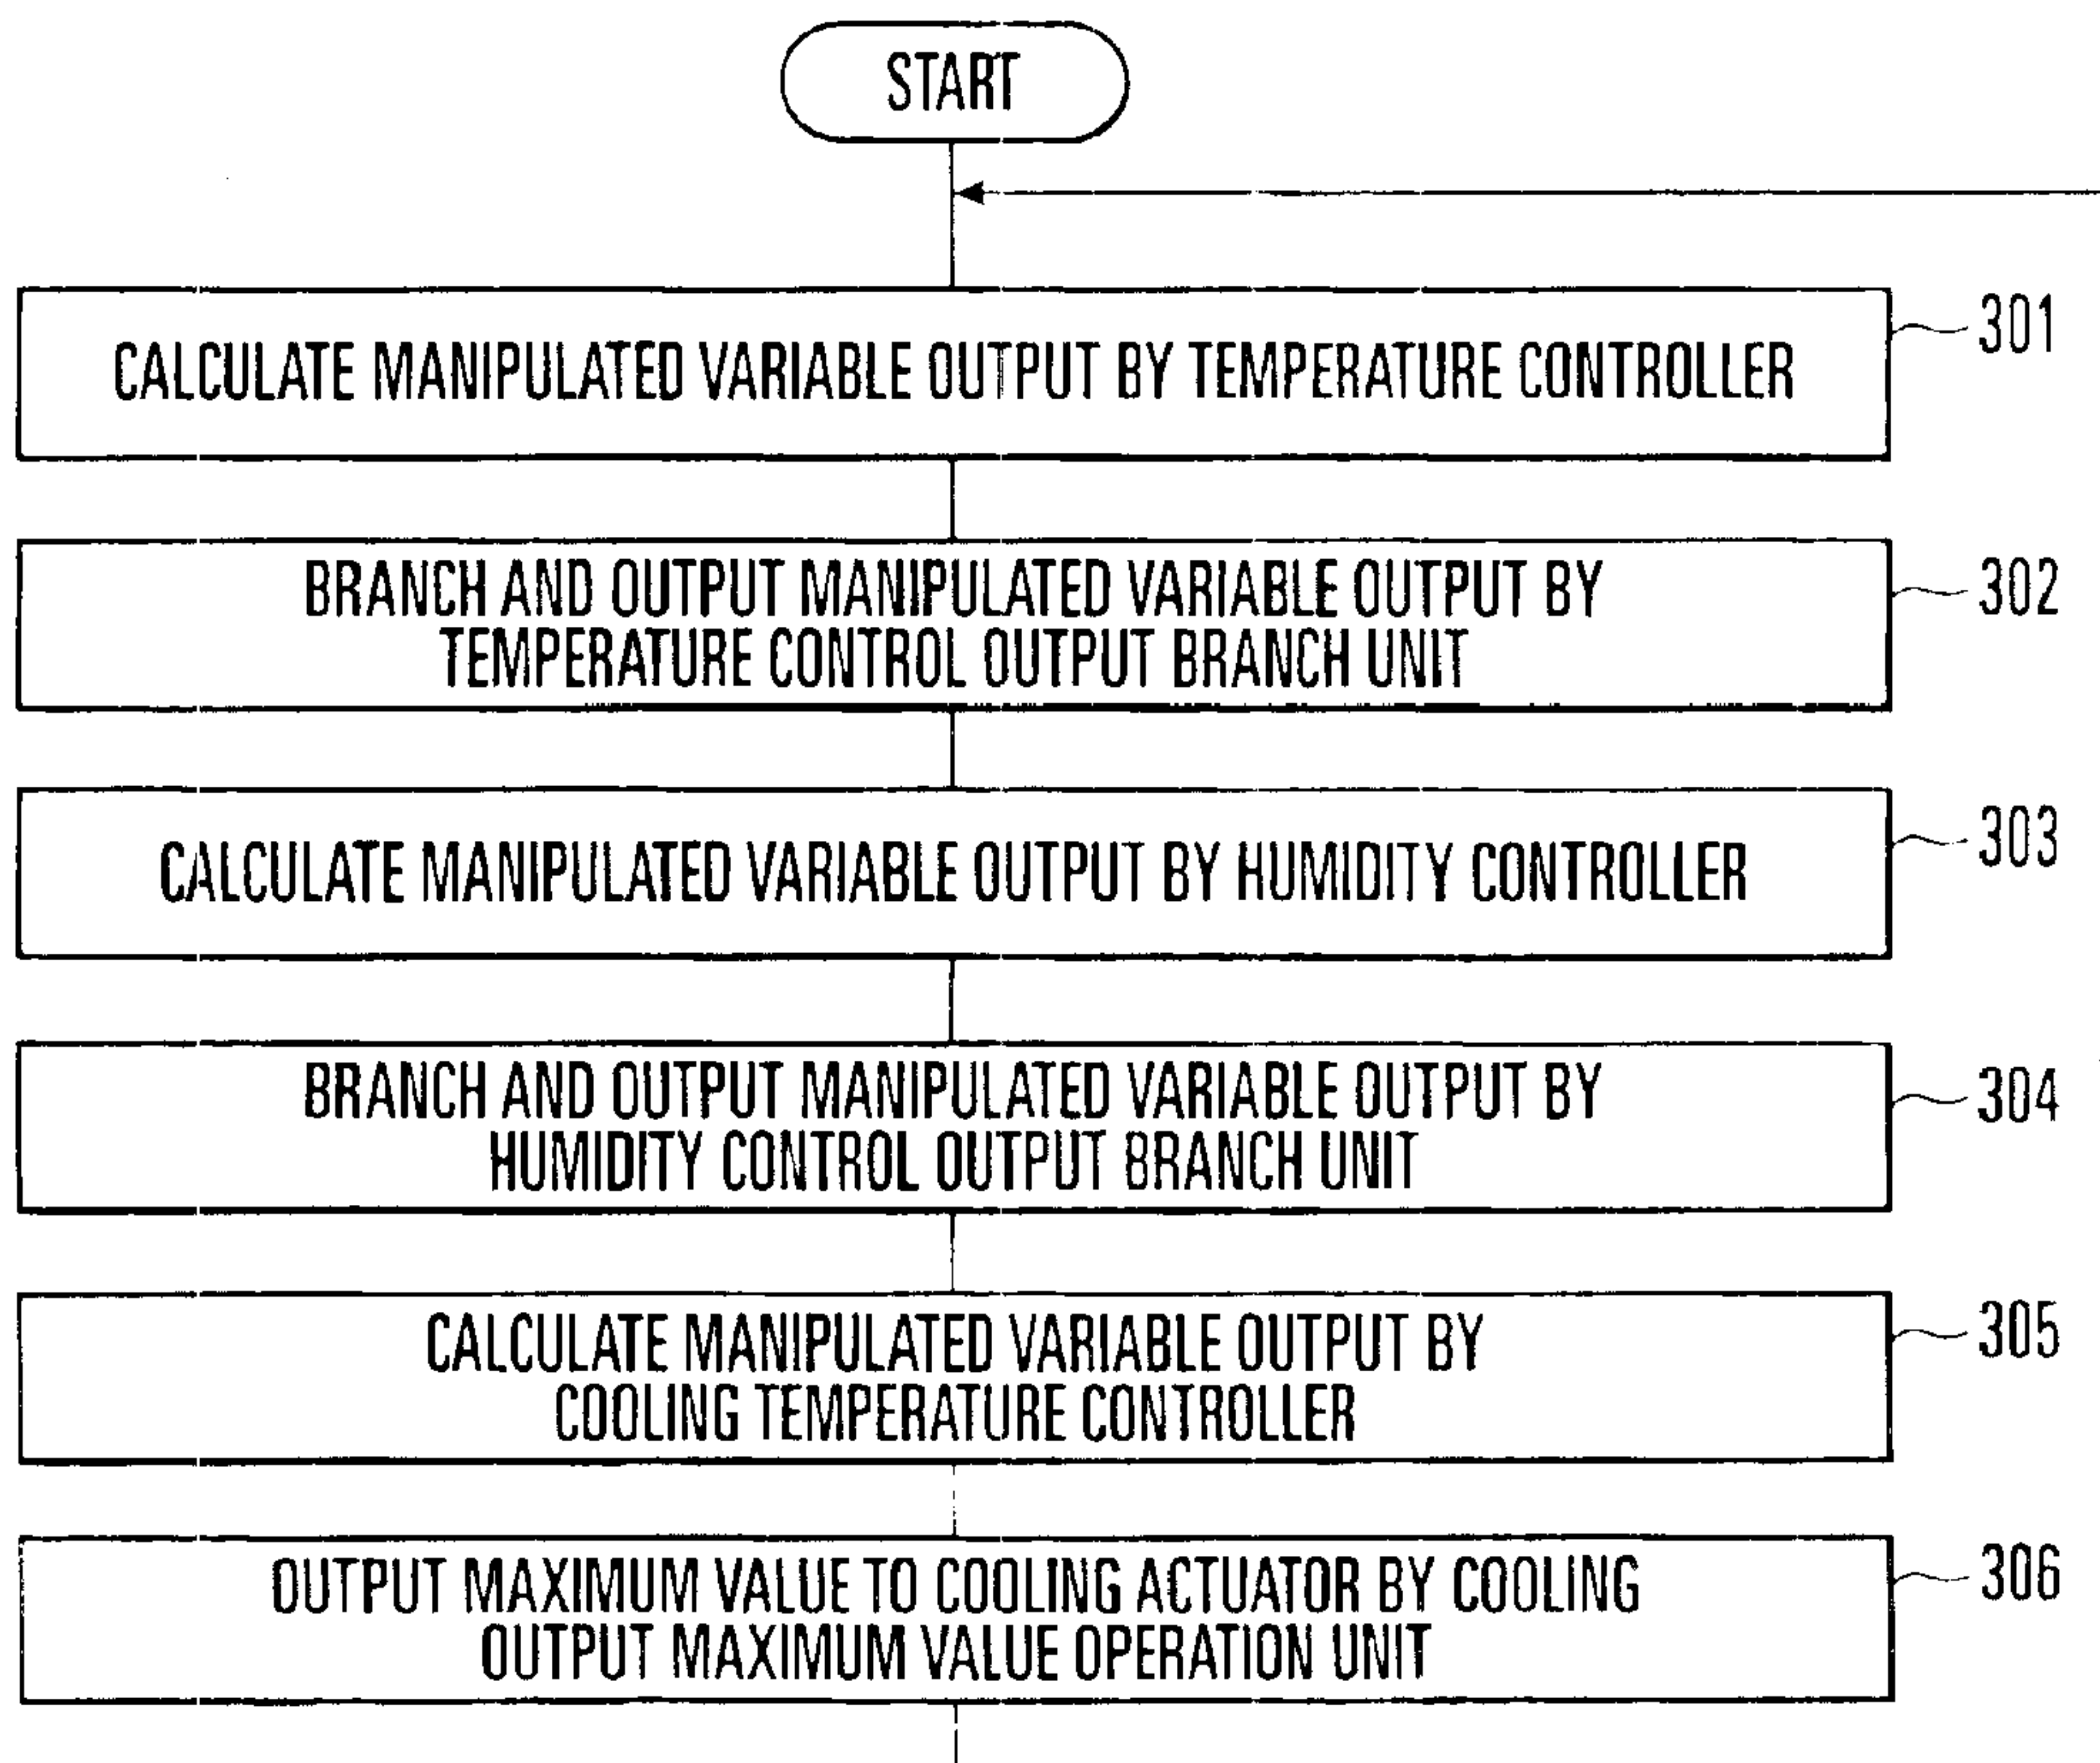 START
CALCULATE MANIPULATED VARIABLE OUTPUT BY TEMPERATURE CONTROLLER
301
BRANCH AND OUTPUT MANIPULATED VARIABLE OUTPUT BY
TEMPERATURE CONTROL OUTPUT BRANCH UNIT
302
CALCULATE MANIPULATED VARIABLE OUTPUT BY HUMIDITY CONTROLLER
303
BRANCH AND OUTPUT MANIPULATED VARIABLE OUTPUT BY
HUMIDITY CONTROL OUTPUT BRANCH UNIT
304
CALCULATE MANIPULATED VARIABLE OUTPUT BY
COOLING TEMPERATURE CONTROLLER
305
OUTPUT MAXIMUM VALUE TO COOLING ACTUATOR BY COOLING
OUTPUT MAXIMUM VALUE OPERATION UNIT
306